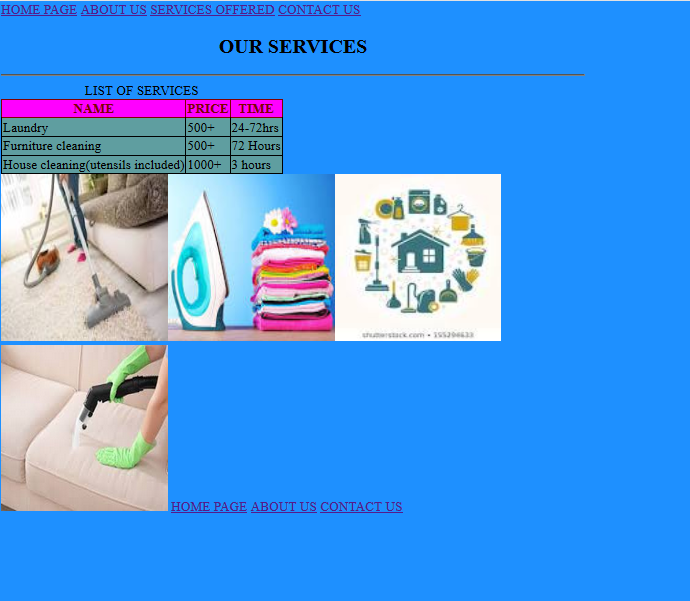 HOME PAGE ABOUT US SERVICES OFFERED CONTACT US
OUR SERVICES
LIST OF SERVICES
NAME PRICE TIME
Laundry 500+ 24-72hrs
Furniture cleaning 500+ 72 Hours
House cleaning(utensils included) 1000+ 3 hours
shutterstock.com • 155294633
HOME PAGE ABOUT US CONTACT US